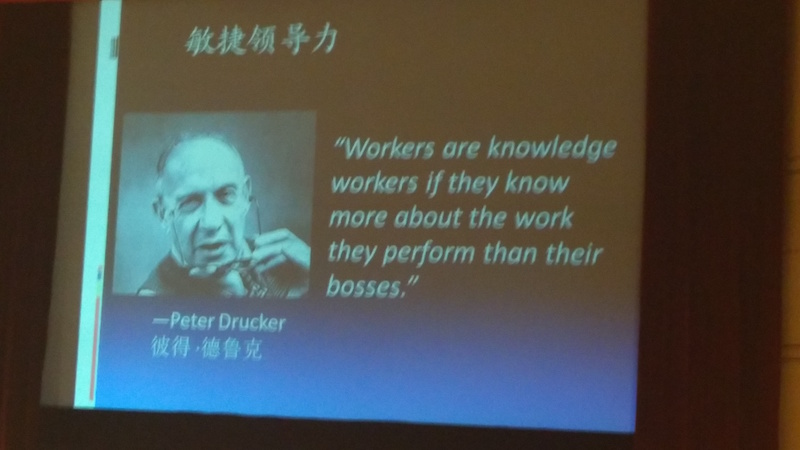 敏捷领导力
“Workers are knowledge
workers if they know
more about the work
they perform than their
bosses.”
—Peter Drucker
彼得·德鲁克